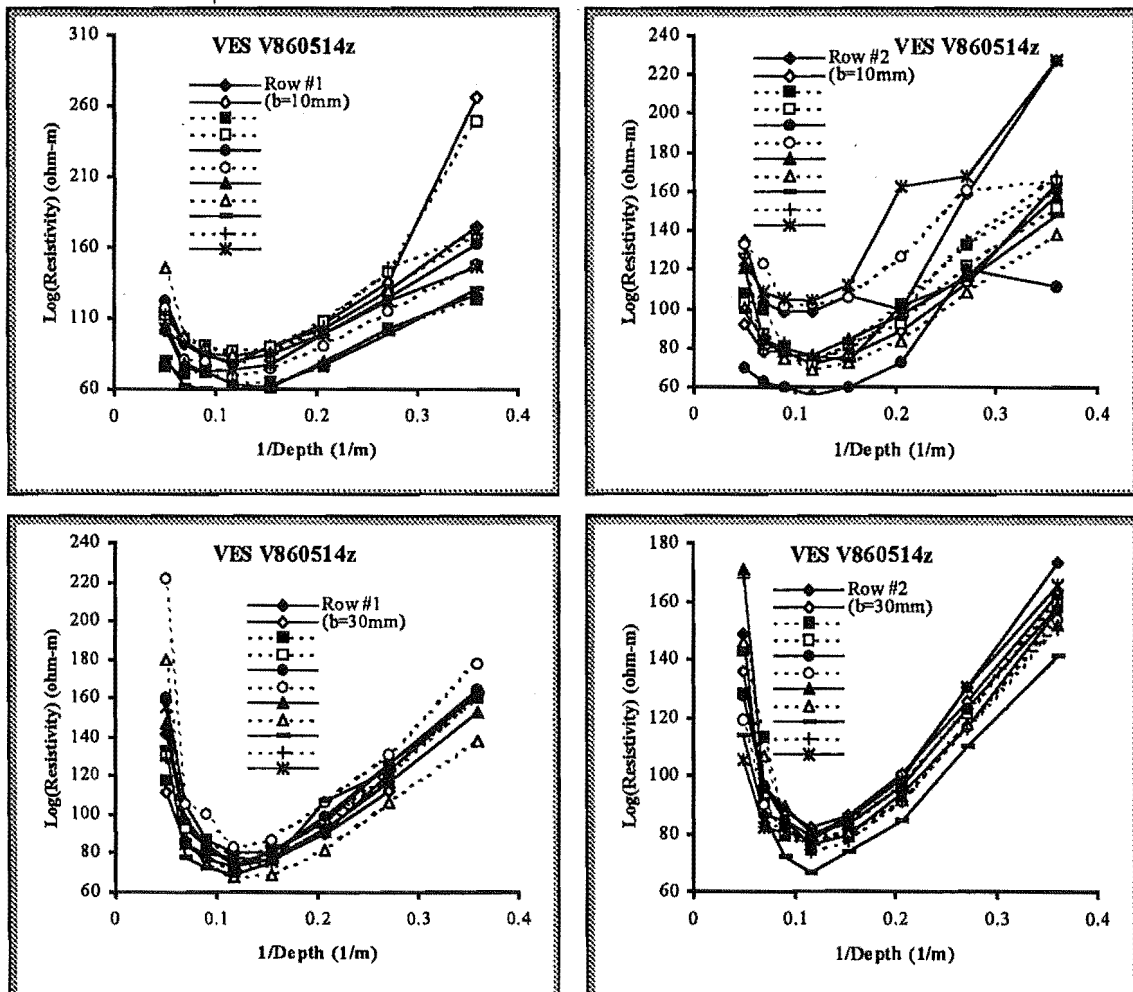 VES V860514z
Row #1
(b=10mm)
Log(Resistivity) (ohm-m)
310
260
210
160
110
60
0
0.1
0.2
0.3
0.4
1/Depth (1/m)
VES V860514z
Row #2
(b=10mm)
Log(Resistivity) (ohm-m)
240
220
200
180
160
140
120
100
80
60
0
0.1
0.2
0.3
0.4
1/Depth (1/m)
VES V860514z
Row #1
(b=30mm)
Log(Resistivity) (ohm-m)
240
220
200
180
160
140
120
100
80
60
0
0.1
0.2
0.3
0.4
1/Depth (1/m)
VES V860514z
Row #2
(b=30mm)
Log(Resistivity) (ohm-m)
180
160
140
120
100
80
60
0
0.1
0.2
0.3
0.4
1/Depth (1/m)